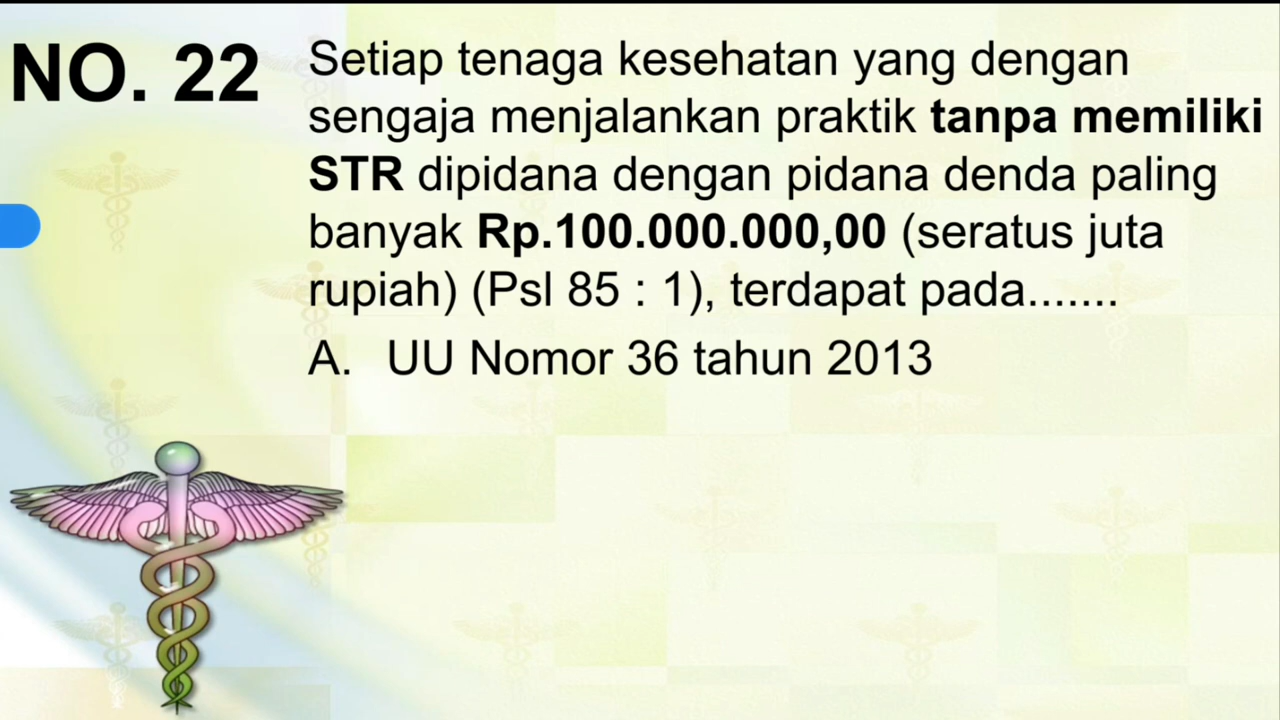 NO. 22
Setiap tenaga kesehatan yang dengan
sengaja menjalankan praktik tanpa memiliki
STR dipidana dengan pidana denda paling
banyak Rp.100.000.000,00 (seratus juta
rupiah) (Psl 85 : 1), terdapat pada.......
A. UU Nomor 36 tahun 2013